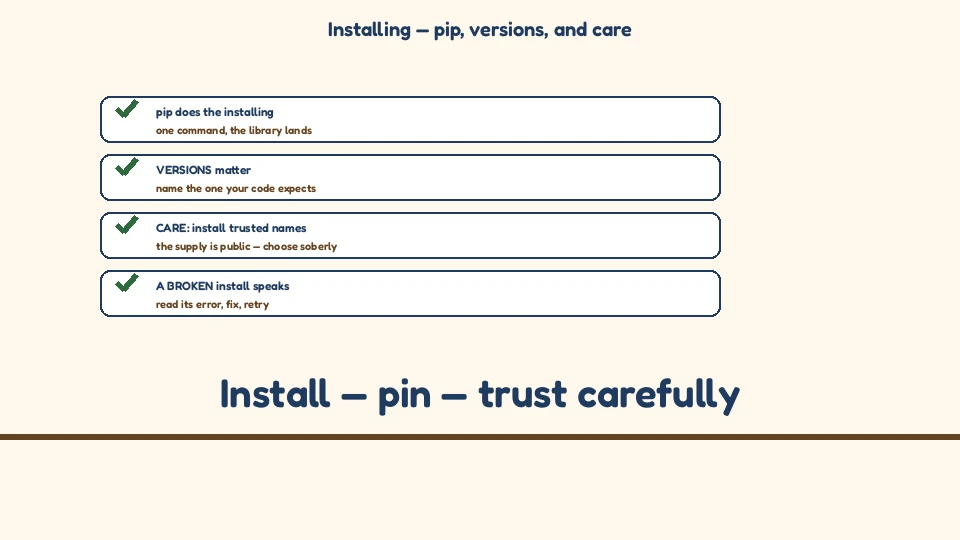 Installing — pip, versions, and care
pip does the installing
one command, the library lands
VERSIONS matter
name the one your code expects
CARE: install trusted names
the supply is public — choose soberly
A BROKEN install speaks
read its error, fix, retry
Install — pin — trust carefully